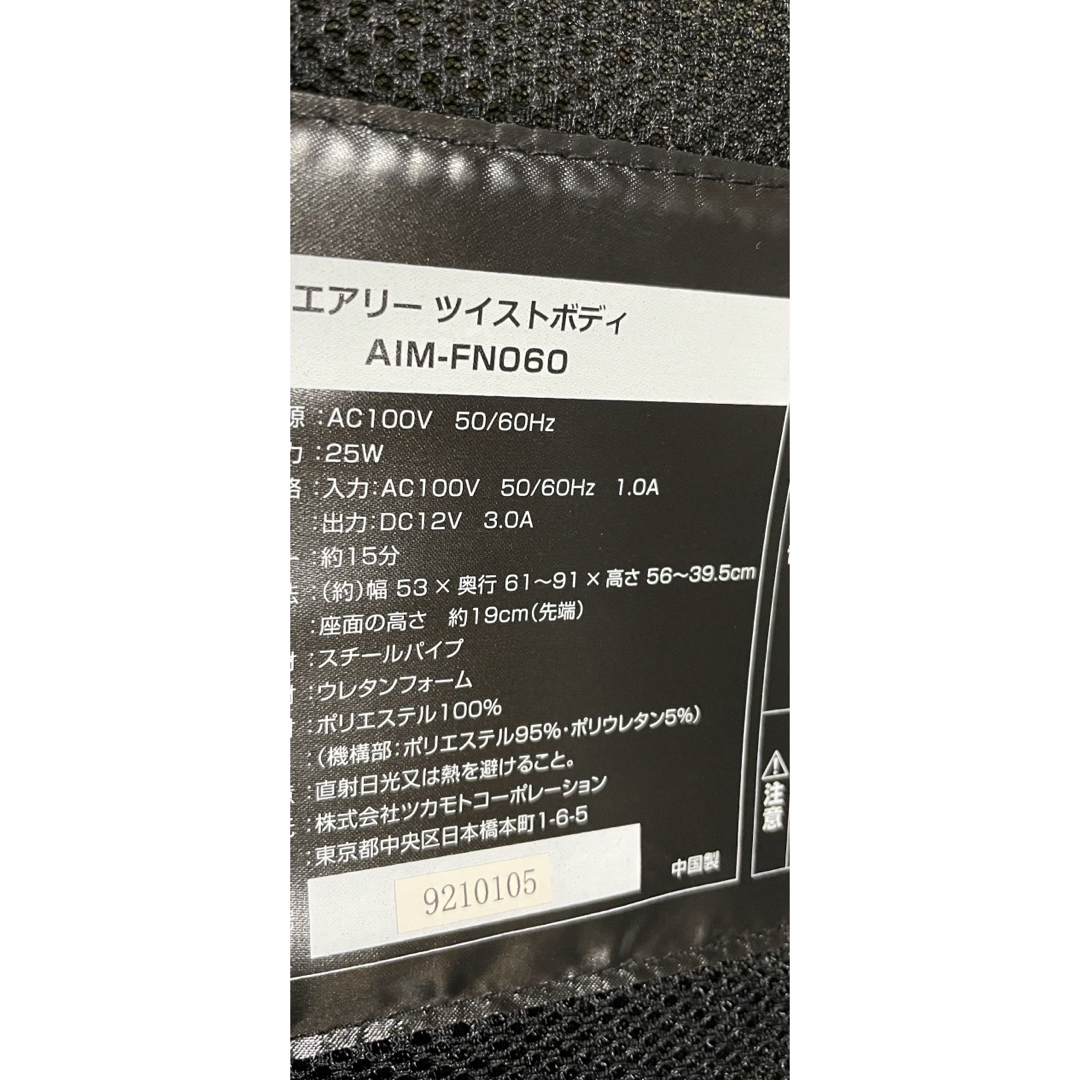 エアリー ツイストボディ
AIM-FN060
源：AC100V 50/60Hz
力：25W
格：入力：AC100V 50/60Hz 1.0A
：出力：DC12V 3.0A
ー：約15分
法：（約）幅 53 × 奥行 61〜91 × 高さ 56〜39.5cm
：座面の高さ 約19cm（先端）
材：スチールパイプ
材：ウレタンフォーム
材：ポリエステル100%
：（機構部：ポリエステル95%・ポリウレタン5%）
意：直射日光又は熱を避けること。
元：株式会社ツカモトコーポレーション
：東京都中央区日本橋本町1-6-5
9210105
中国製
⚠注意